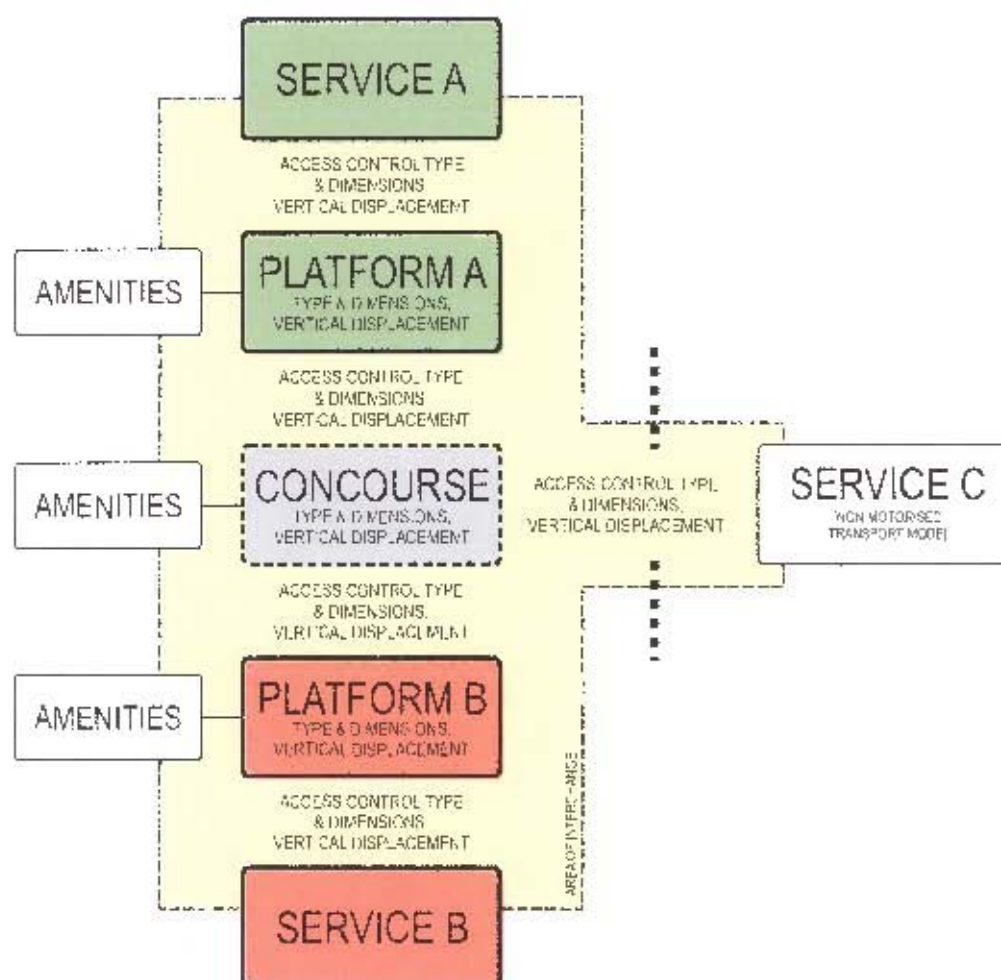 SERVICE A
ACCESS CONTROL TYPE
& DIMENSIONS
VERTICAL DISPLACEMENT
AMENITIES
PLATFORM A
TYPE & DIMENSIONS,
VERTICAL DISPLACEMENT
ACCESS CONTROL TYPE
& DIMENSIONS
VERTICAL DISPLACEMENT
AMENITIES
CONCOURSE
TYPE & DIMENSIONS,
VERTICAL DISPLACEMENT
ACCESS CONTROL TYPE
& DIMENSIONS,
VERTICAL DISPLACEMENT
SERVICE C
(NON MOTORISED
TRANSPORT MODE)
ACCESS CONTROL TYPE
& DIMENSIONS,
VERTICAL DISPLACEMENT
AMENITIES
PLATFORM B
TYPE & DIMENSIONS,
VERTICAL DISPLACEMENT
AREA OF INTERCHANGE
ACCESS CONTROL TYPE
& DIMENSIONS
VERTICAL DISPLACEMENT
SERVICE B